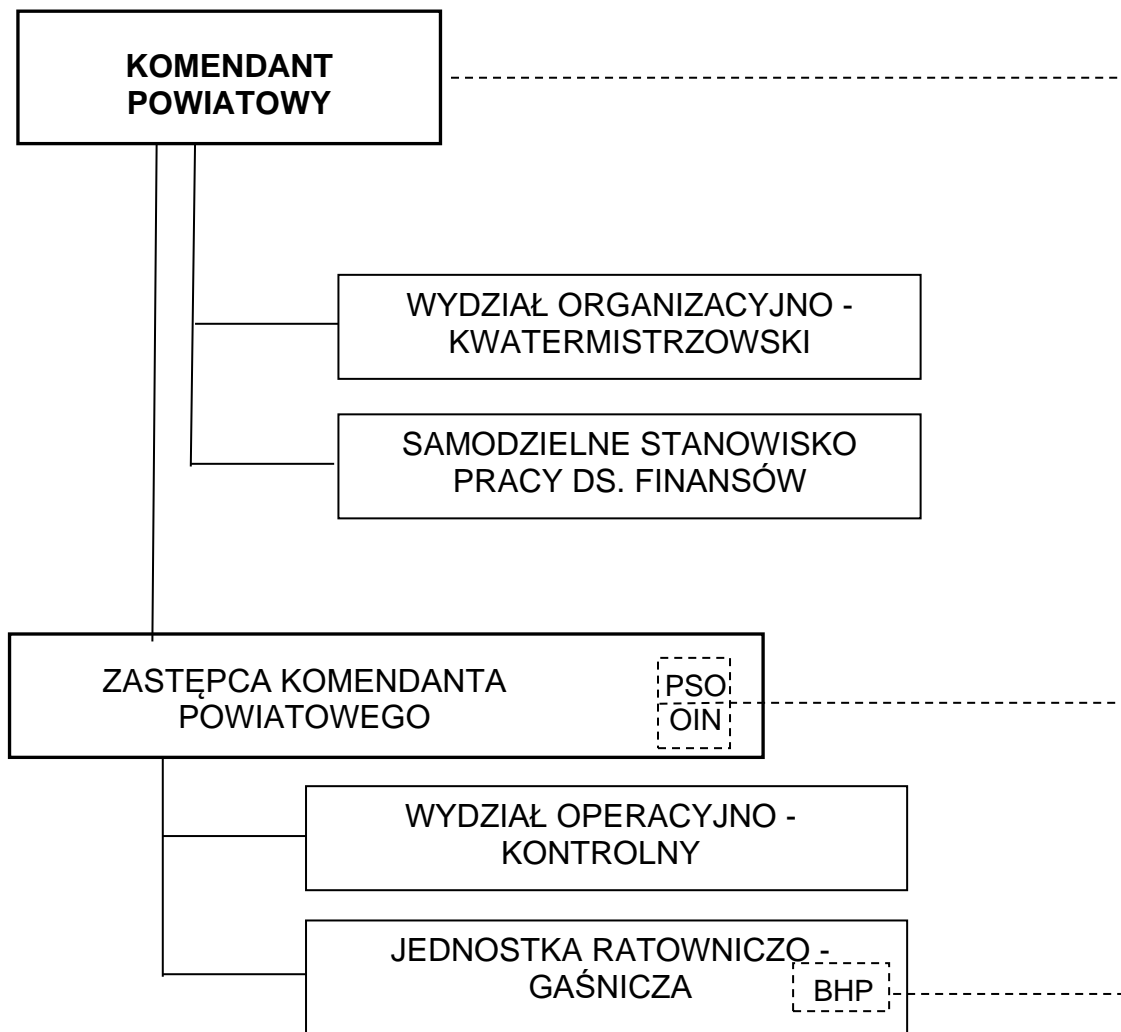 KOMENDANT
POWIATOWY
WYDZIAŁ ORGANIZACYJNO -
KWATERMISTRZOWSKI
SAMODZIELNE STANOWISKO
PRACY DS. FINANSÓW
ZASTĘPCA KOMENDANTA
POWIATOWEGO
PSO
OIN
WYDZIAŁ OPERACYJNO -
KONTROLNY
JEDNOSTKA RATOWNICZO -
GAŚNICZA
BHP